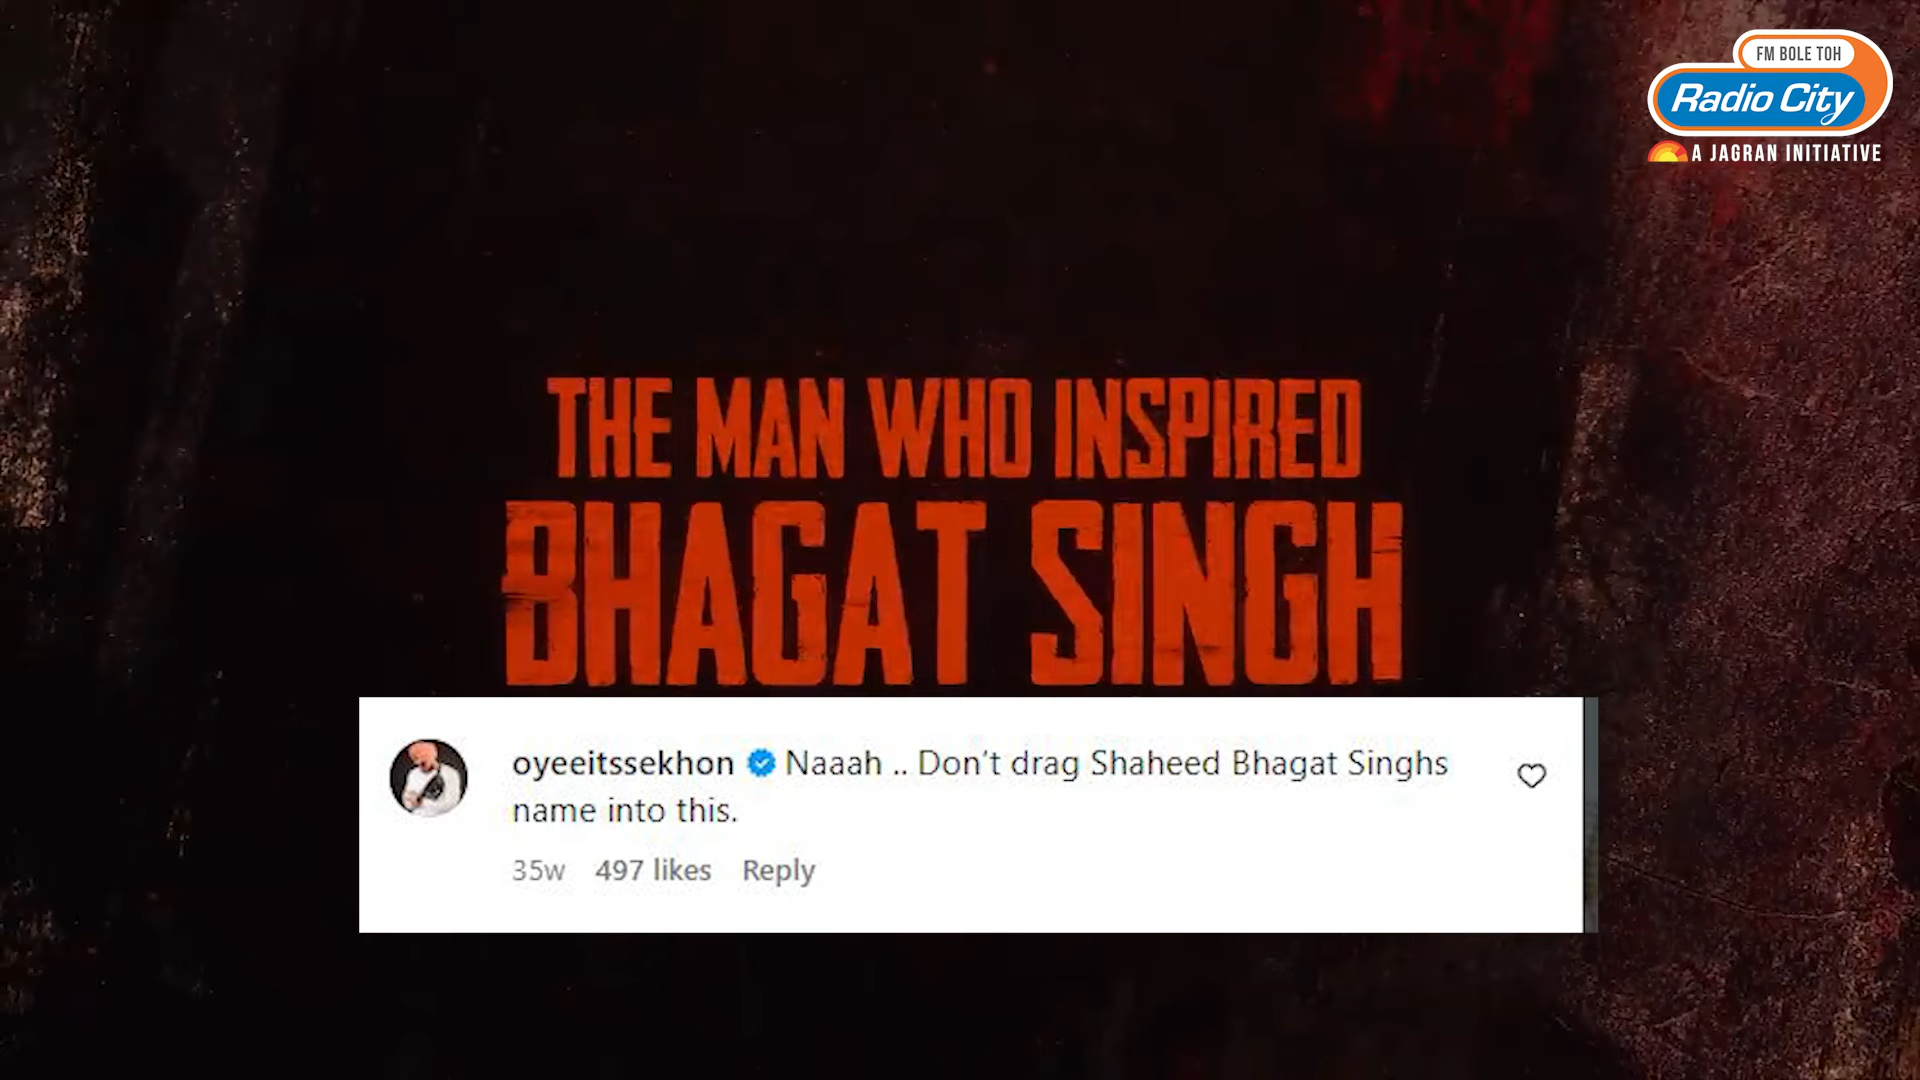 FM BOLE TOH
Radio City
A JAGRAN INITIATIVE
THE MAN WHO INSPIRED
BHAGAT SINGH
oyeeitssekhon Naaah .. Don't drag Shaheed Bhagat Singhs
name into this.
35w 497 likes Reply